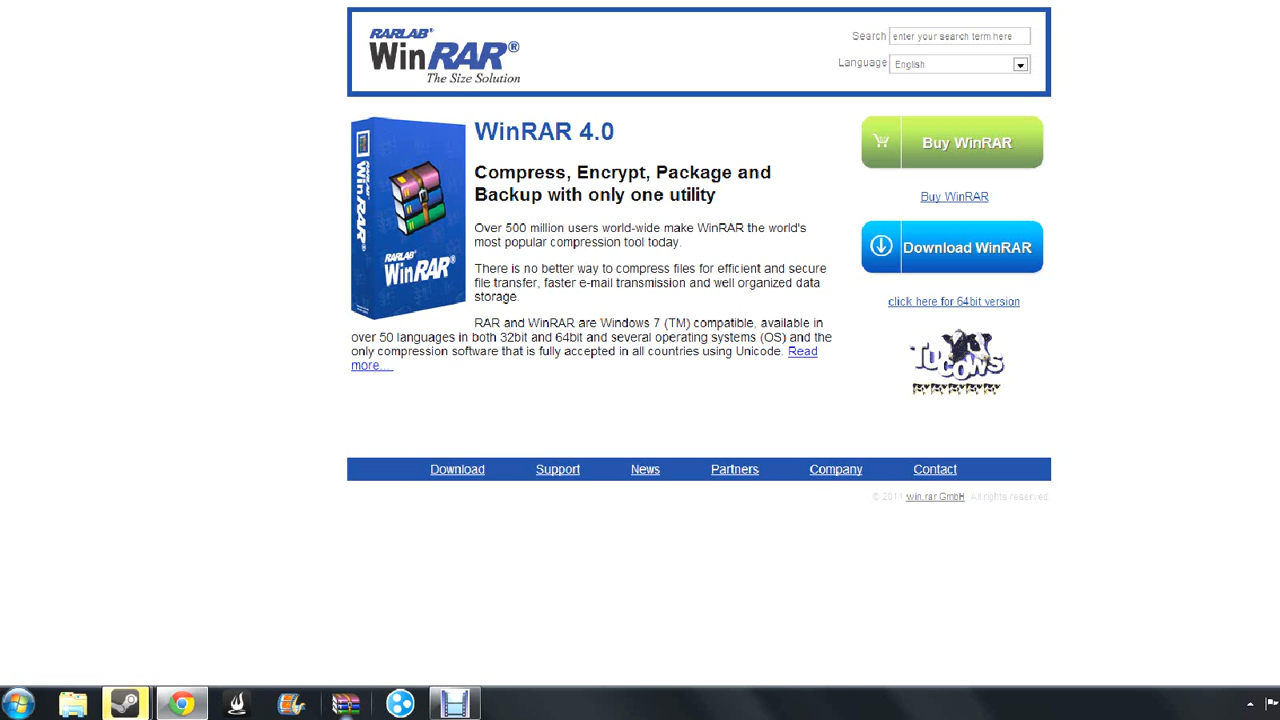 RARLAB®
WinRAR®
The Size Solution
Search enter your search term here
Language English
WinRAR 4.0
Compress, Encrypt, Package and
Backup with only one utility
Over 500 million users world-wide make WinRAR the world's
most popular compression tool today.
There is no better way to compress files for efficient and secure
file transfer, faster e-mail transmission and well organized data
storage.
RAR and WinRAR are Windows 7 (TM) compatible, available in
over 50 languages in both 32bit and 64bit and several operating systems (OS) and the
only compression software that is fully accepted in all countries using Unicode. Read
more...
WinRAR
RARLAB®
WinRAR®
Buy WinRAR
Buy WinRAR
Download WinRAR
click here for 64bit version
TUCOWS
Download Support News Partners Company Contact
© 2011 win.rar GmbH All rights reserved.